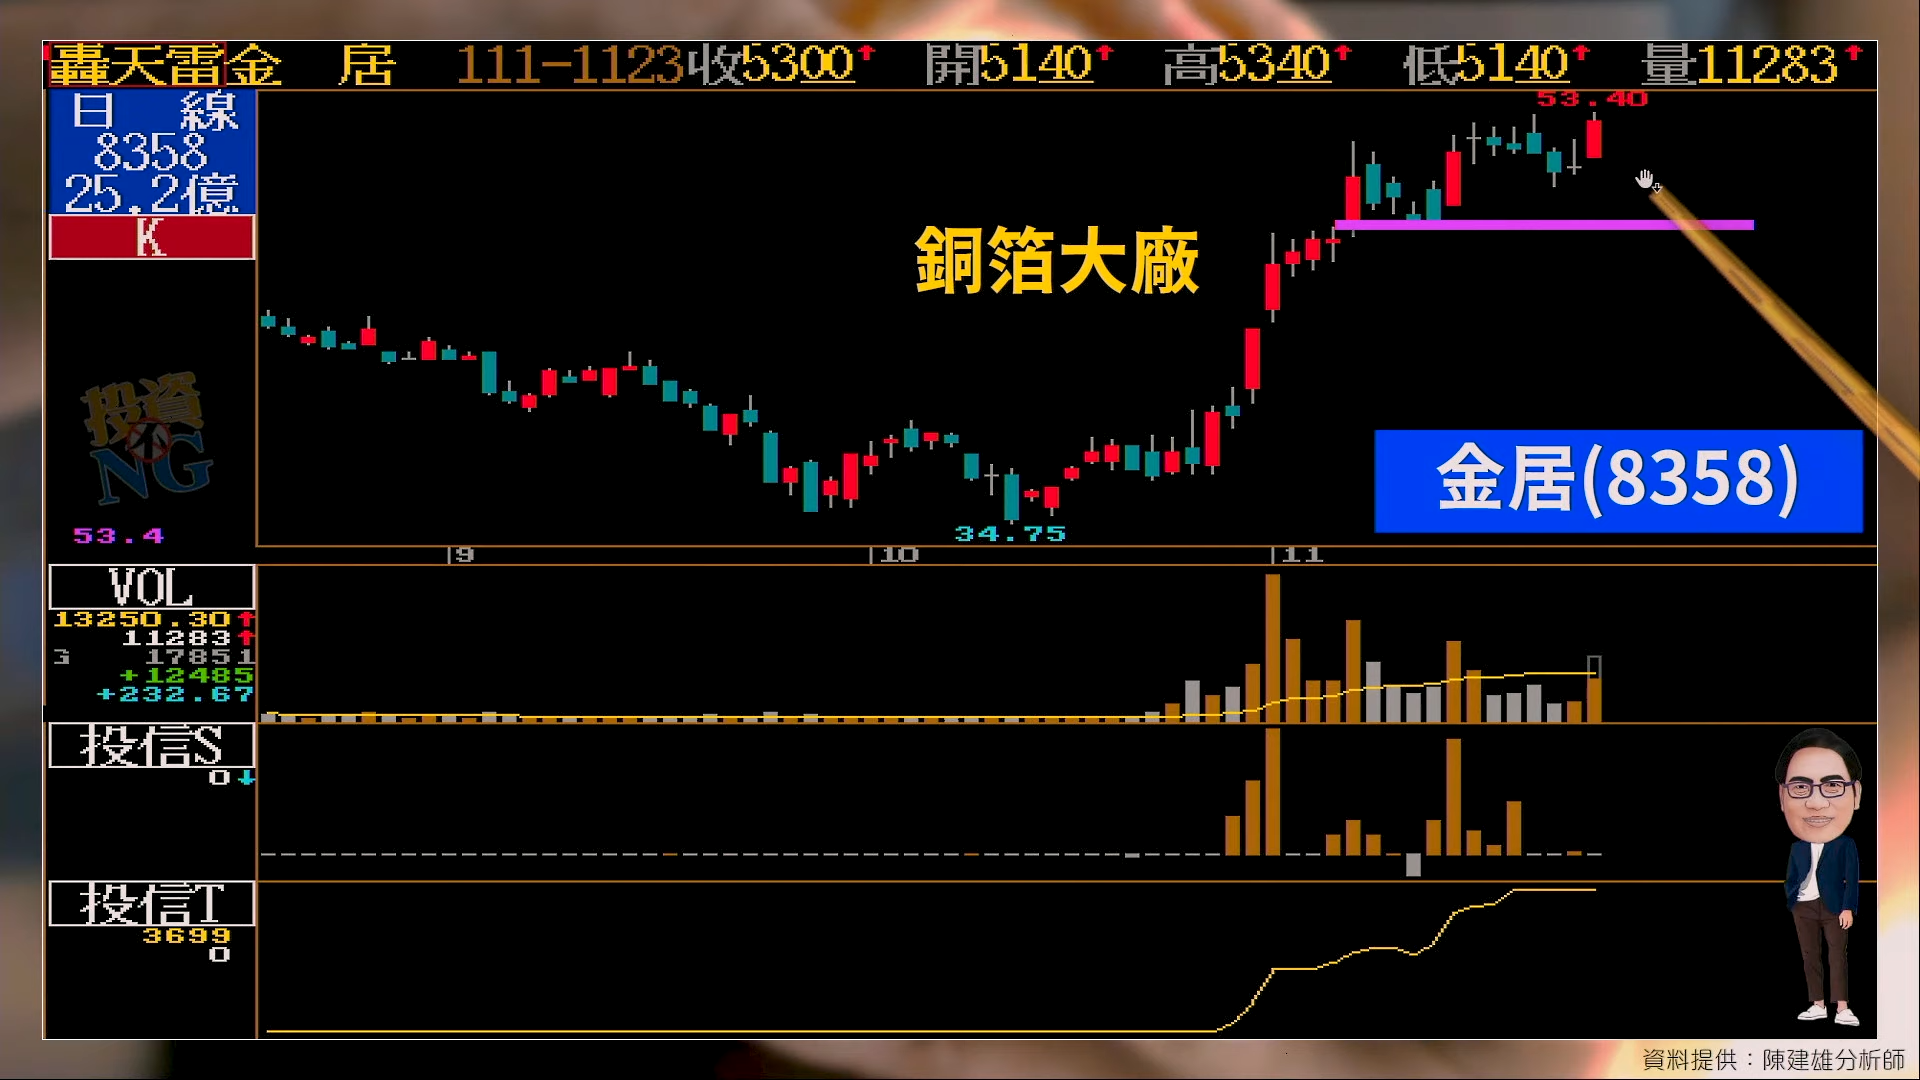 轟天雷金 居 111-1123收5300↑ 開5140↑ 高5340↑ 低5140↑ 量11283↑
日 線
8358
25.2億
K
53.40
銅箔大廠
投資
不
NG
金居(8358)
53.4
34.75
9 10 11
VOL
13250.30↑
11283↑
17851
+12485
+232.67
投信S
0↓
投信T
3699
0
資料提供：陳建雄分析師